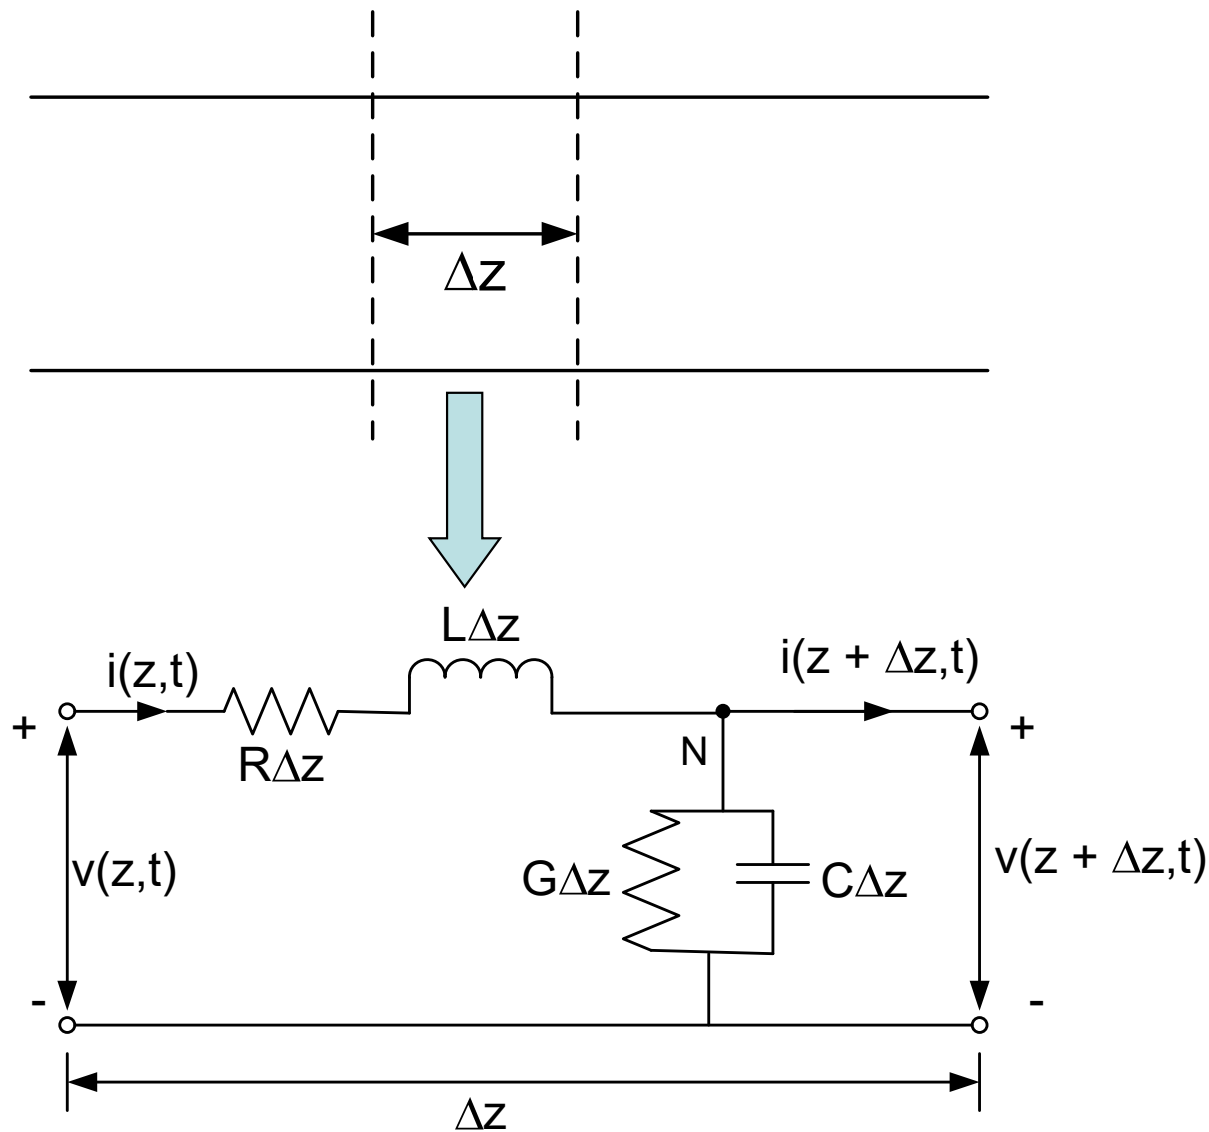 Δz
LΔz
i(z,t)
i(z + Δz,t)
+
+
N
RΔz
v(z,t)
GΔz
CΔz
v(z + Δz,t)
-
-
Δz